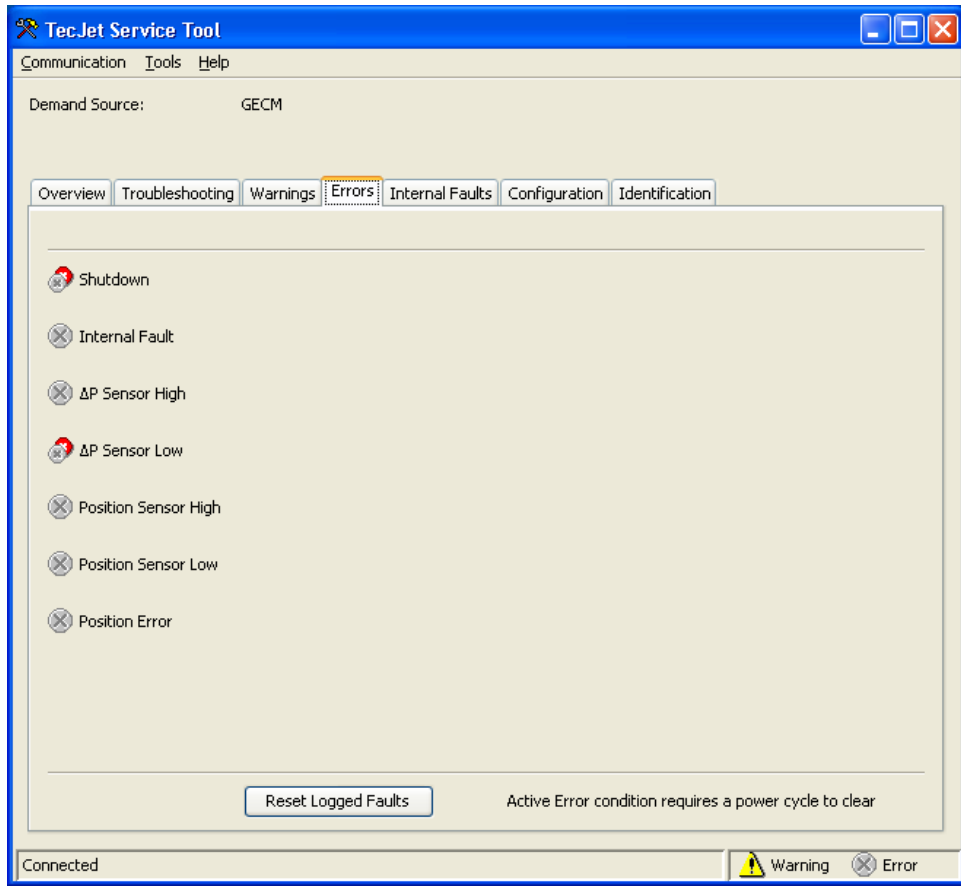 TecJet Service Tool
Communication Tools Help
Demand Source: GECM
Overview Troubleshooting Warnings Errors Internal Faults Configuration Identification
Shutdown
Internal Fault
ΔP Sensor High
ΔP Sensor Low
Position Sensor High
Position Sensor Low
Position Error
Reset Logged Faults Active Error condition requires a power cycle to clear
Connected Warning Error